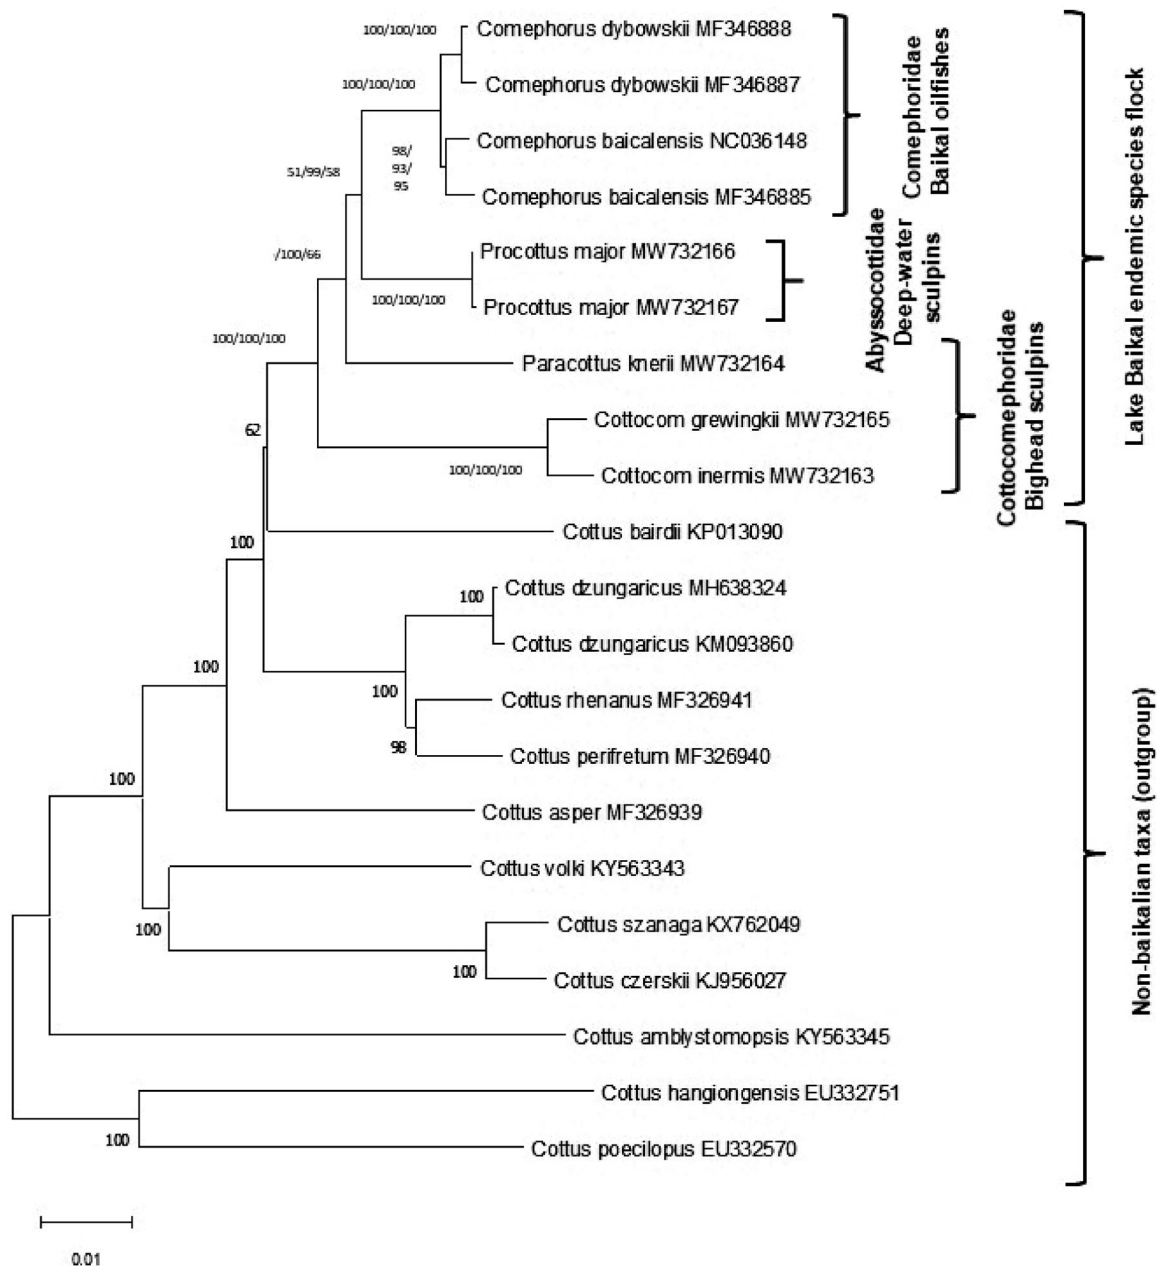 100/100/100
Comephorus dybowskii MF346888
100/100/100
Comephorus dybowskii MF346887
Comephorus baicalensis NC036148
98/
93/
95
51/99/58
Comephorus baicalensis MF346885
Comephoridae
Baikal oilfishes
Procottus major MW732166
/100/66
100/100/100
Procottus major MW732167
Abyssocottidae
Deep-water
sculpins
100/100/100
Paracottus knerii MW732164
Cottocom grewingkii MW732165
62
100/100/100
Cottocom inermis MW732163
Cottocomephoridae
Bighead sculpins
Lake Baikal endemic species flock
Cottus bairdii KP013090
100
Cottus dzungaricus MH638324
100
Cottus dzungaricus KM093860
100
100
Cottus rhenanus MF326941
98
Cottus perifretum MF326940
100
Cottus asper MF326939
Cottus volki KY563343
100
Cottus szanaga KX762049
100
Cottus czerskii KJ956027
Cottus amblystomopsis KY563345
Cottus hangiongensis EU332751
100
Cottus poecilopus EU332570
Non-baikalian taxa (outgroup)
0.01